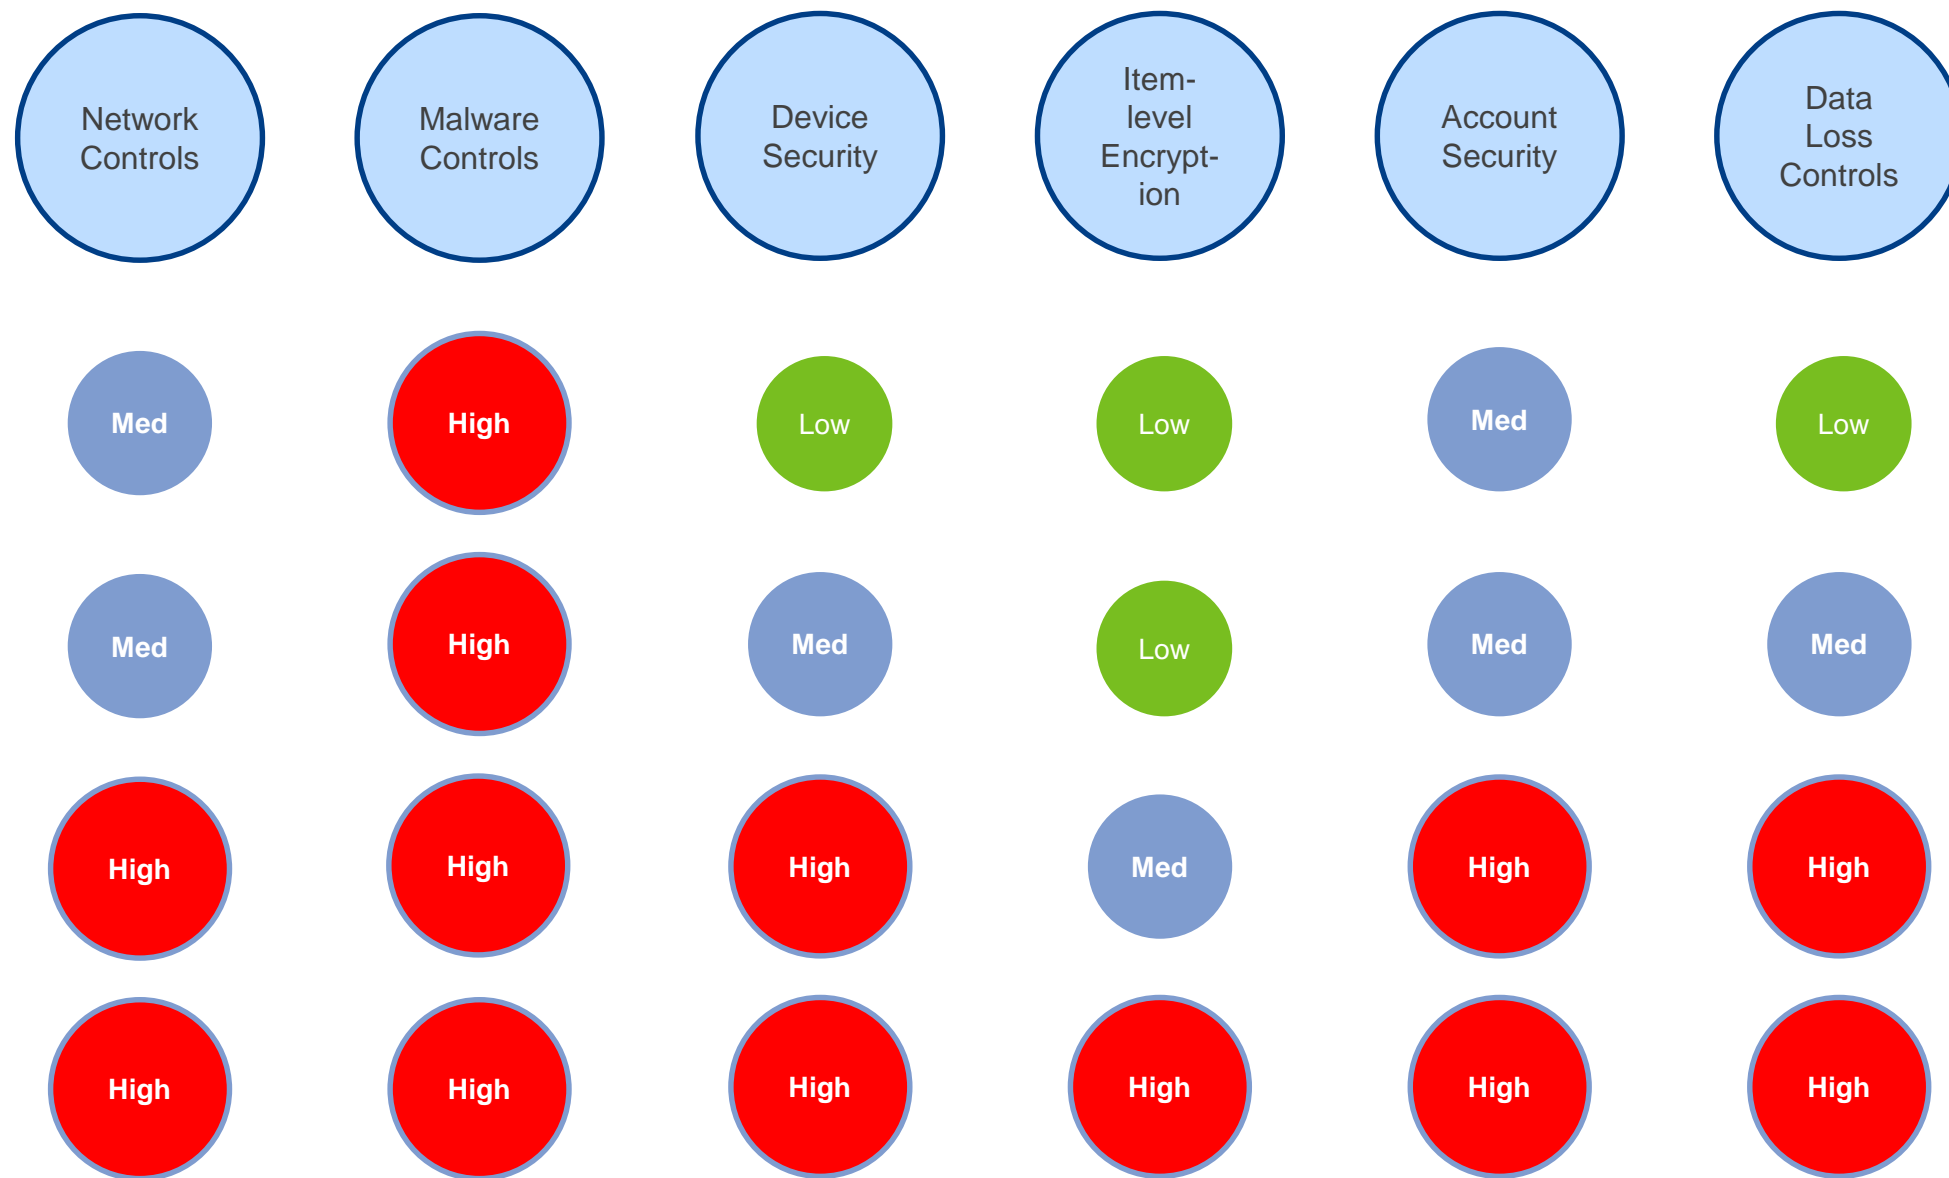 Network
Controls
Malware
Controls
Device
Security
Item-
level
Encrypt-
ion
Account
Security
Data
Loss
Controls
Med
High
Low
Low
Med
Low
Med
High
Med
Low
Med
Med
High
High
High
Med
High
High
High
High
High
High
High
High